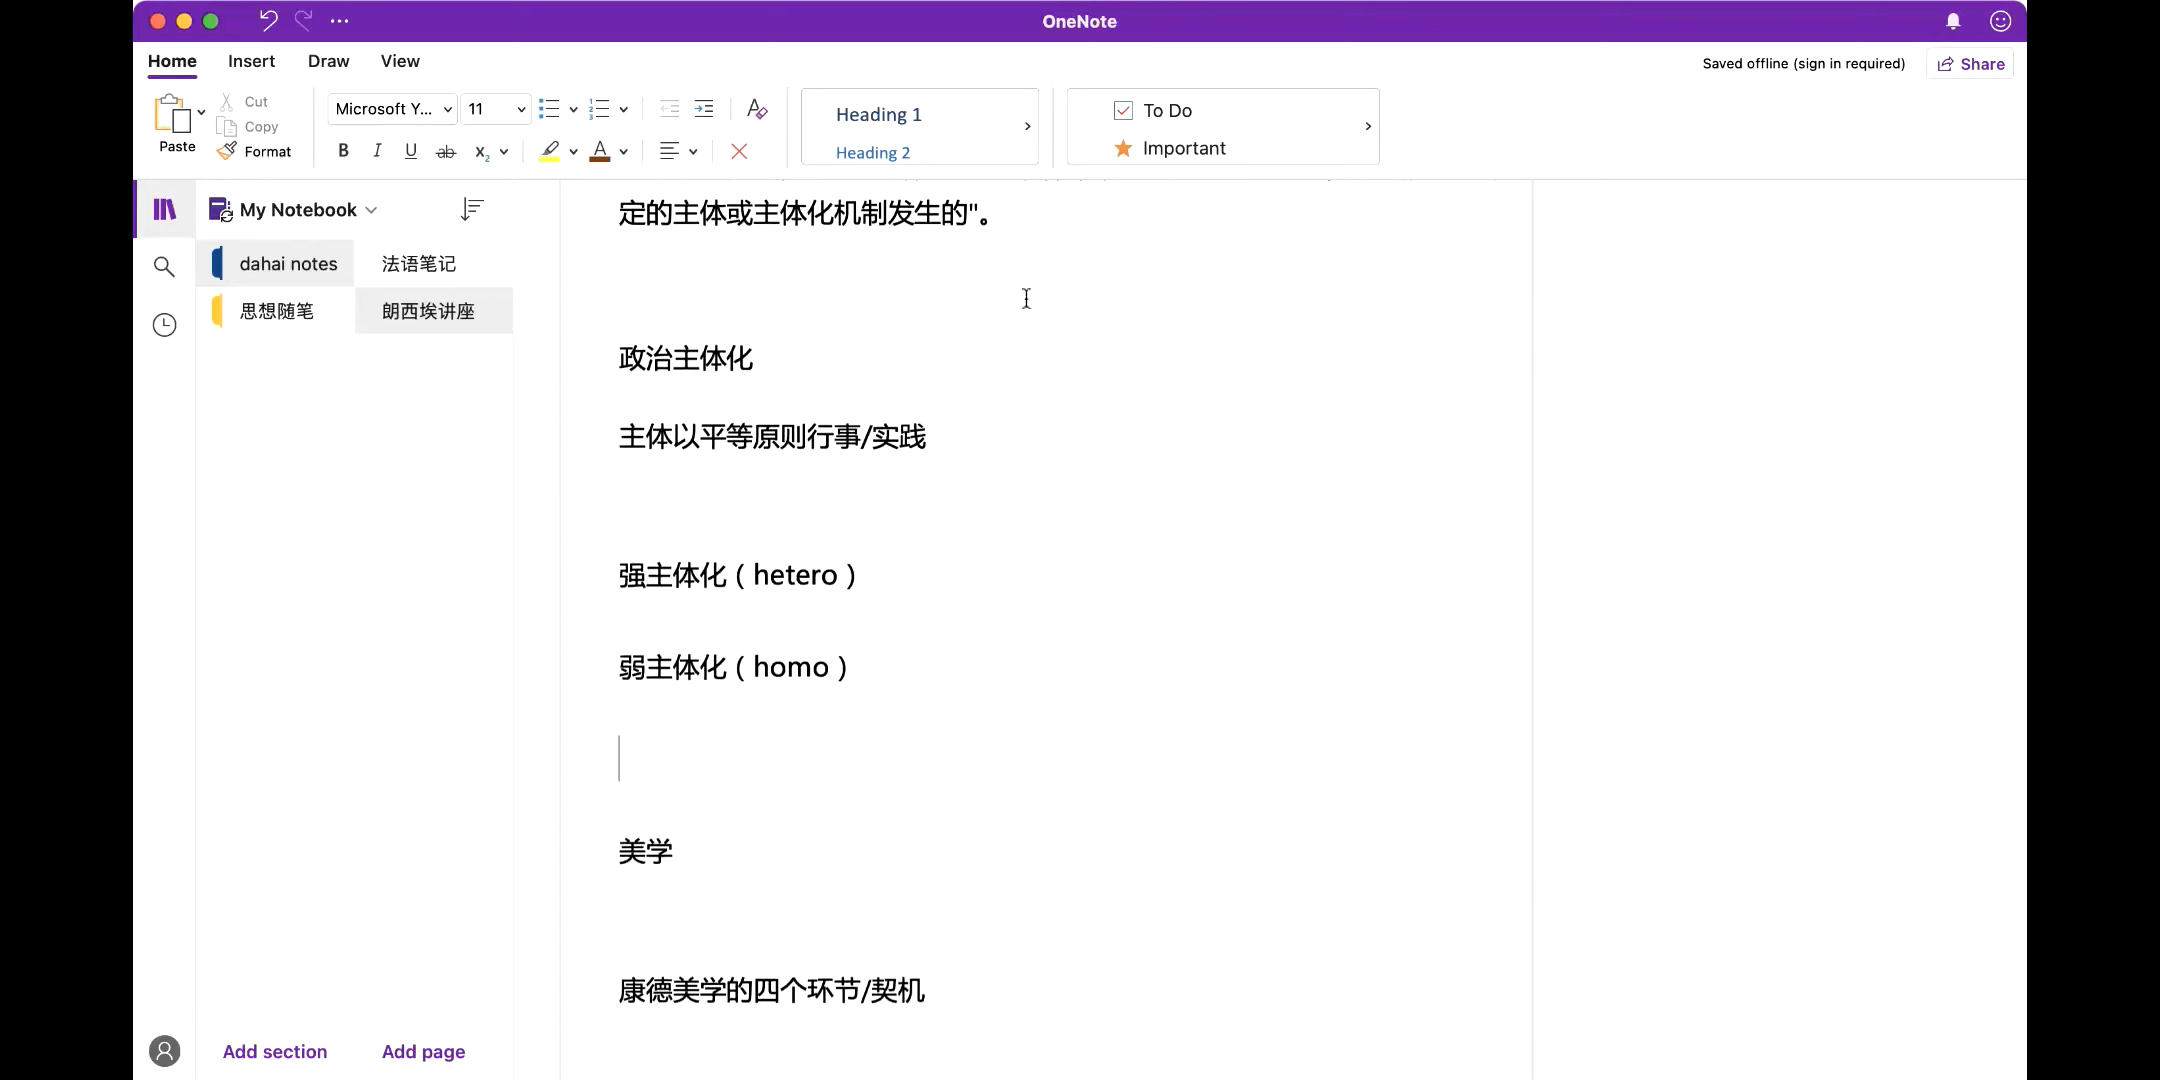 OneNote
Home
Insert
Draw
View
Saved offline (sign in required)
Share
Paste
Cut
Copy
Format
Microsoft Y...
11
Heading 1
Heading 2
To Do
Important
My Notebook
dahai notes
思想随笔
法语笔记
朗西埃讲座
定的主体或主体化机制发生的"。
政治主体化
主体以平等原则行事/实践
强主体化（hetero）
弱主体化（homo）
美学
康德美学的四个环节/契机
Add section
Add page